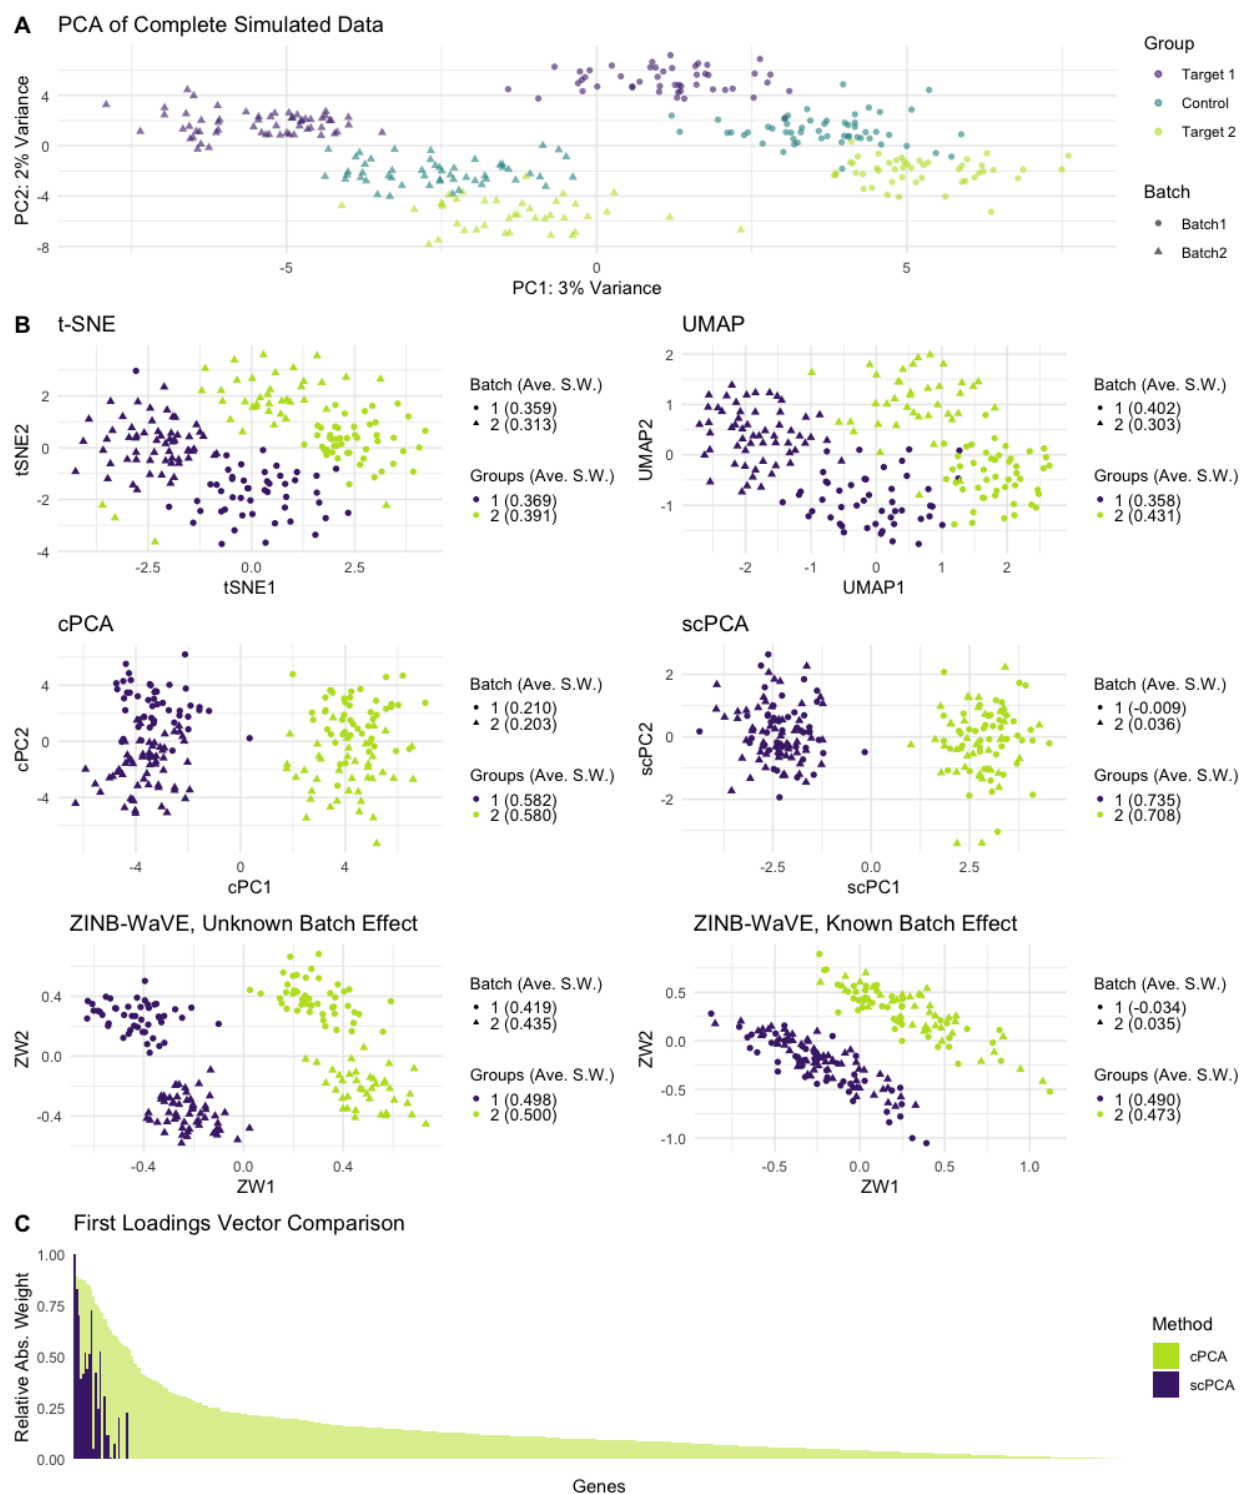 A PCA of Complete Simulated Data
PC2: 2% Variance
4
0
-4
-8
-5
0
5
PC1: 3% Variance
Group
Target 1
Control
Target 2
Batch
Batch1
Batch2
B t-SNE
tSNE2
2
0
-2
-4
-2.5
0.0
2.5
tSNE1
Batch (Ave. S.W.)
1 (0.359)
2 (0.313)
Groups (Ave. S.W.)
1 (0.369)
2 (0.391)
UMAP
UMAP2
2
1
0
-1
-2
-1
0
1
2
UMAP1
Batch (Ave. S.W.)
1 (0.402)
2 (0.303)
Groups (Ave. S.W.)
1 (0.358)
2 (0.431)
cPCA
cPC2
4
0
-4
-4
0
4
cPC1
Batch (Ave. S.W.)
1 (0.210)
2 (0.203)
Groups (Ave. S.W.)
1 (0.582)
2 (0.580)
scPCA
scPC2
2
0
-2
-2.5
0.0
2.5
scPC1
Batch (Ave. S.W.)
1 (-0.009)
2 (0.036)
Groups (Ave. S.W.)
1 (0.735)
2 (0.708)
ZINB-WaVE, Unknown Batch Effect
ZW2
0.4
0.0
-0.4
-0.4
0.0
0.4
ZW1
Batch (Ave. S.W.)
1 (0.419)
2 (0.435)
Groups (Ave. S.W.)
1 (0.498)
2 (0.500)
ZINB-WaVE, Known Batch Effect
ZW2
0.5
0.0
-0.5
-1.0
-0.5
0.0
0.5
1.0
ZW1
Batch (Ave. S.W.)
1 (-0.034)
2 (0.035)
Groups (Ave. S.W.)
1 (0.490)
2 (0.473)
C First Loadings Vector Comparison
Relative Abs. Weight
1.00
0.75
0.50
0.25
0.00
Genes
Method
cPCA
scPCA